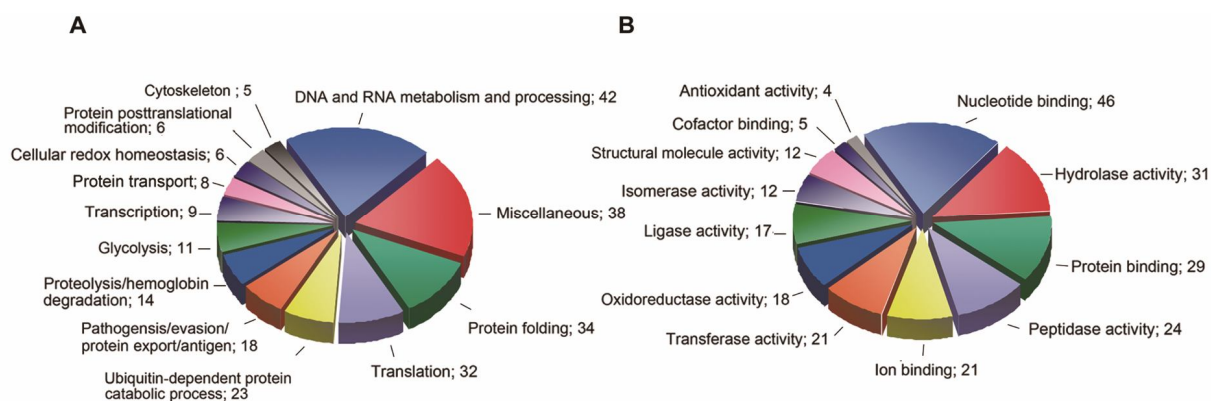 A
Cytoskeleton ; 5
DNA and RNA metabolism and processing; 42
Protein posttranslational
modification; 6
Cellular redox homeostasis; 6
Protein transport; 8
Miscellaneous; 38
Transcription; 9
Glycolysis; 11
Proteolysis/hemoglobin
degradation; 14
Pathogensis/evasion/
protein export/antigen; 18
Protein folding; 34
Ubiquitin-dependent protein
catabolic process; 23
Translation; 32
B
Antioxidant activity; 4
Nucleotide binding; 46
Cofactor binding; 5
Structural molecule activity; 12
Hydrolase activity; 31
Isomerase activity; 12
Ligase activity; 17
Protein binding; 29
Oxidoreductase activity; 18
Peptidase activity; 24
Transferase activity; 21
Ion binding; 21